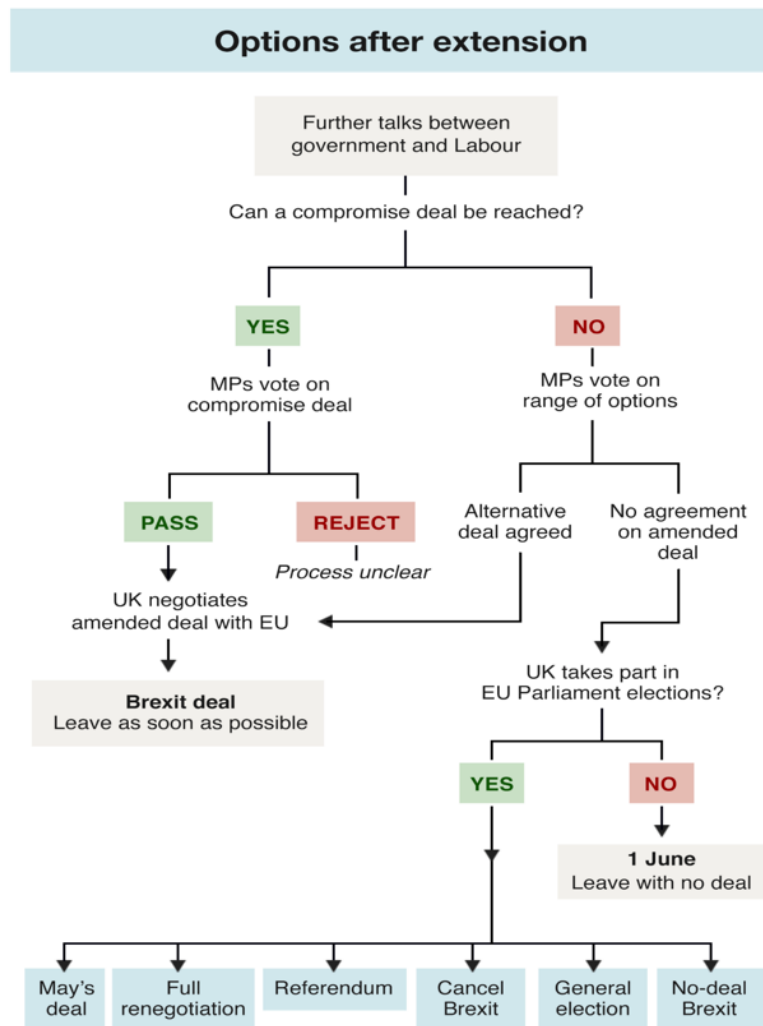 Options after extension
Further talks between
government and Labour
Can a compromise deal be reached?
YES
NO
MPs vote on
compromise deal
MPs vote on
range of options
PASS
REJECT
Alternative
deal agreed
No agreement
on amended
deal
Process unclear
UK negotiates
amended deal with EU
UK takes part in
EU Parliament elections?
Brexit deal
Leave as soon as possible
YES
NO
1 June
Leave with no deal
May's
deal
Full
renegotiation
Referendum
Cancel
Brexit
General
election
No-deal
Brexit